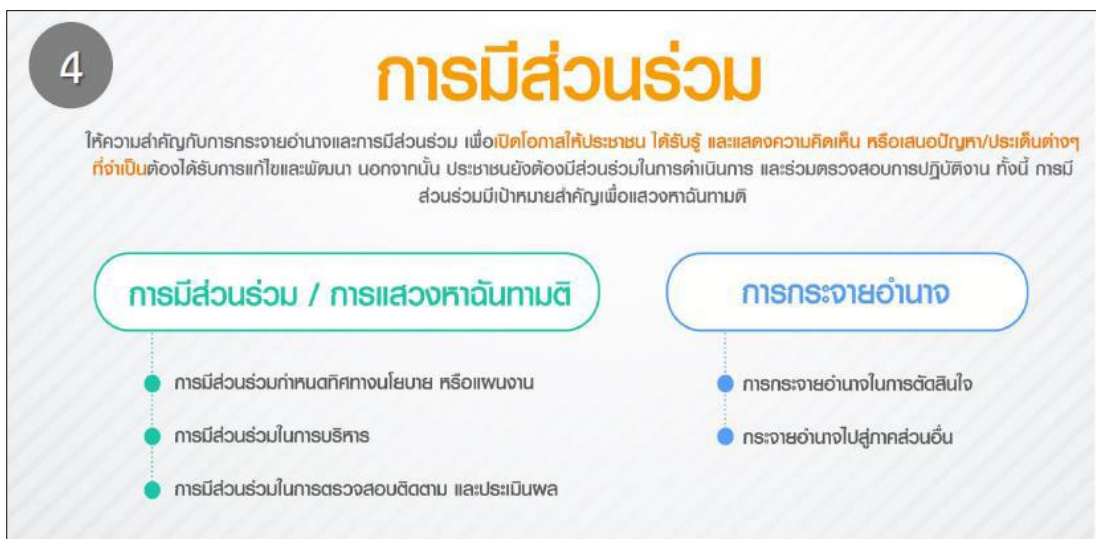 4
การมีส่วนร่วม
ให้ความสำคัญกับการกระจายอำนาจและการมีส่วนร่วม เพื่อเปิดโอกาสให้ประชาชน ได้รับรู้ และแสดงความคิดเห็น หรือเสนอปัญหา/ประเด็นต่างๆ
ที่จำเป็นต้องได้รับการแก้ไขและพัฒนา นอกจากนั้น ประชาชนยังต้องมีส่วนร่วมในการดำเนินการ และร่วมตรวจสอบการปฏิบัติงาน ทั้งนี้ การมี
ส่วนร่วมมีเป้าหมายสำคัญเพื่อแสวงหาฉันทามติ
การมีส่วนร่วม / การแสวงหาฉันทามติ
การมีส่วนร่วมกำหนดทิศทางนโยบาย หรือแผนงาน
การมีส่วนร่วมในการบริหาร
การมีส่วนร่วมในการตรวจสอบติดตาม และประเมินผล
การกระจายอำนาจ
การกระจายอำนาจในการตัดสินใจ
กระจายอำนาจไปสู่ภาคส่วนอื่น